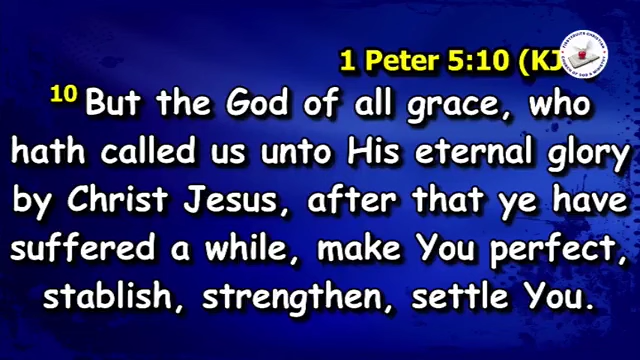 1 Peter 5:10 (KJ
10 But the God of all grace, who
hath called us unto His eternal glory
by Christ Jesus, after that ye have
suffered a while, make You perfect,
stablish, strengthen, settle You.